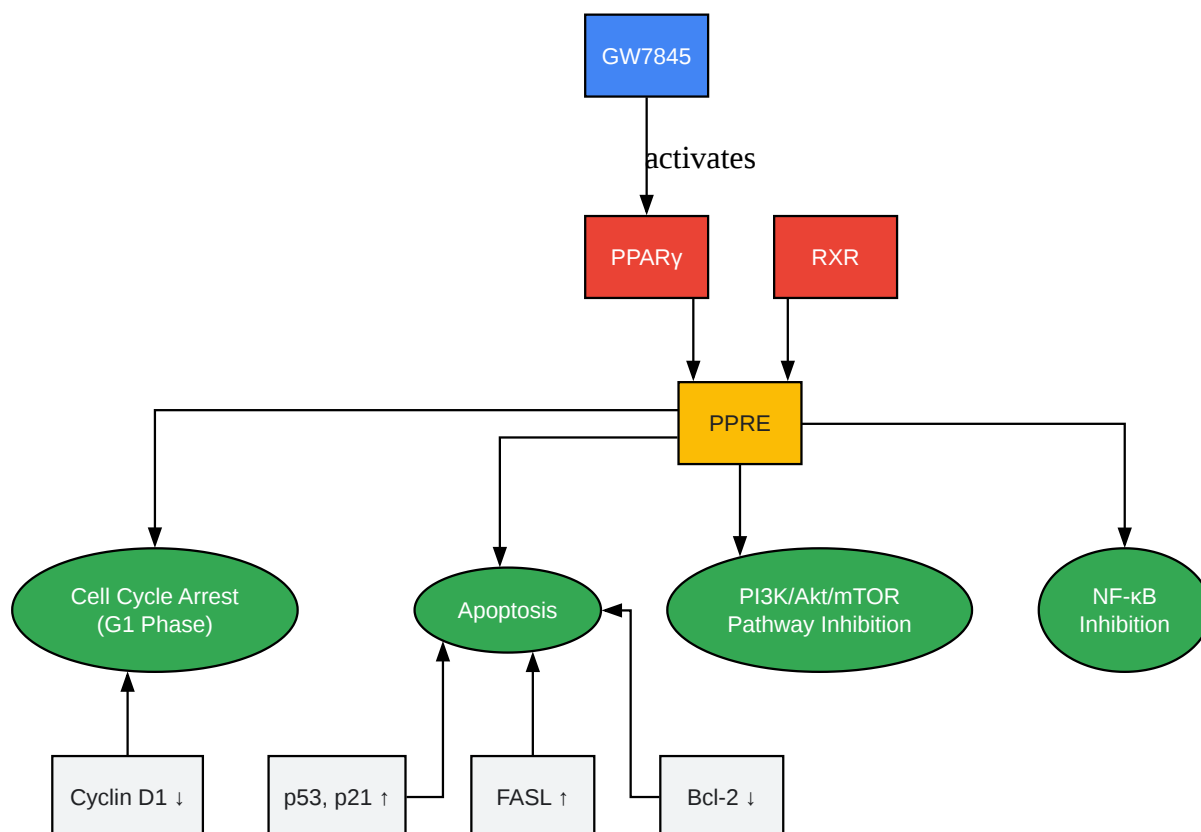 GW7845
activates
PPARγ
RXR
PPRE
Cell Cycle Arrest
(G1 Phase)
Apoptosis
PI3K/Akt/mTOR
Pathway Inhibition
NF-κB
Inhibition
Cyclin D1 ↓
p53, p21 ↑
FASL ↑
Bcl-2 ↓